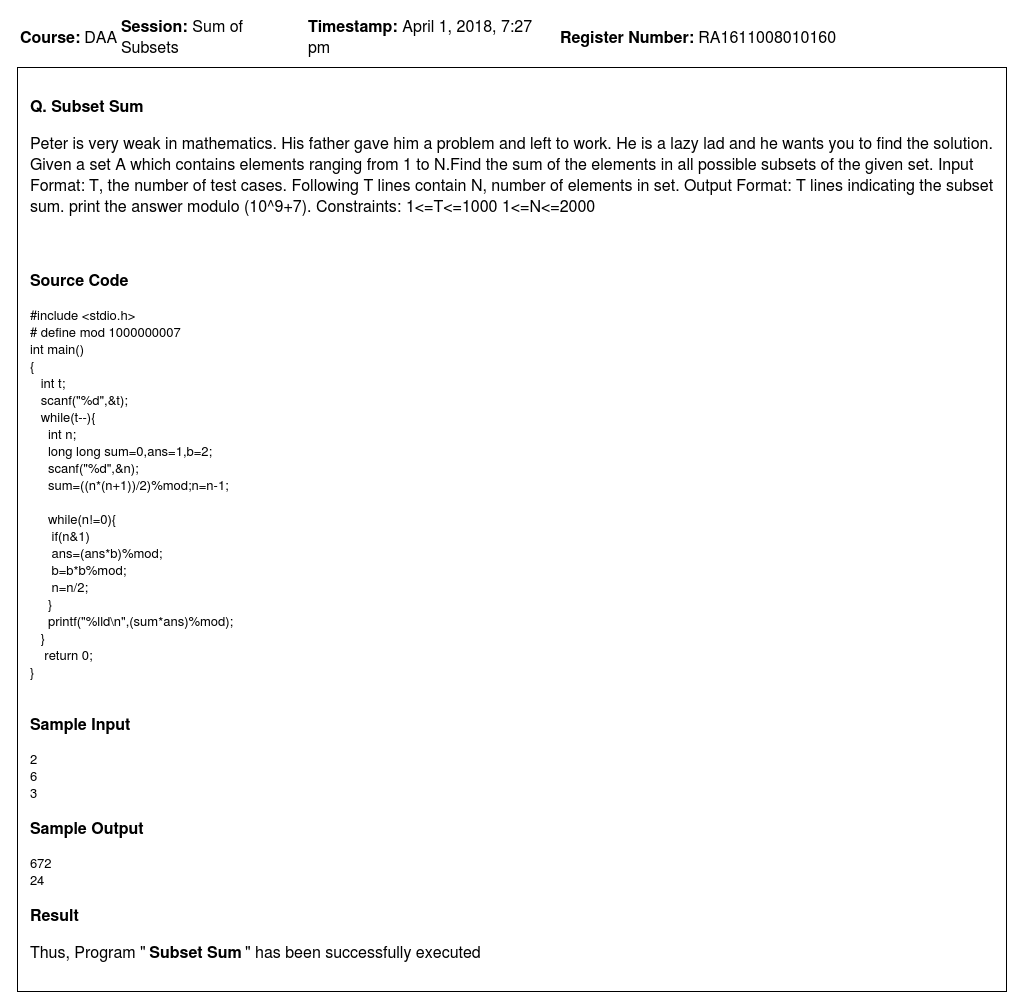 Course: DAA Session: Sum of Subsets Timestamp: April 1, 2018, 7:27 pm Register Number: RA1611008010160
Q. Subset Sum
Peter is very weak in mathematics. His father gave him a problem and left to work. He is a lazy lad and he wants you to find the solution.
Given a set A which contains elements ranging from 1 to N.Find the sum of the elements in all possible subsets of the given set. Input
Format: T, the number of test cases. Following T lines contain N, number of elements in set. Output Format: T lines indicating the subset
sum. print the answer modulo (10^9+7). Constraints: 1<=T<=1000 1<=N<=2000
Source Code
#include <stdio.h>
# define mod 1000000007
int main()
{
int t;
scanf("%d",&t);
while(t--){
int n;
long long sum=0,ans=1,b=2;
scanf("%d",&n);
sum=((n*(n+1))/2)%mod;n=n-1;
while(n!=0){
if(n&1)
ans=(ans*b)%mod;
b=b*b%mod;
n=n/2;
}
printf("%lld\n",(sum*ans)%mod);
}
return 0;
}
Sample Input
2
6
3
Sample Output
672
24
Result
Thus, Program " Subset Sum " has been successfully executed